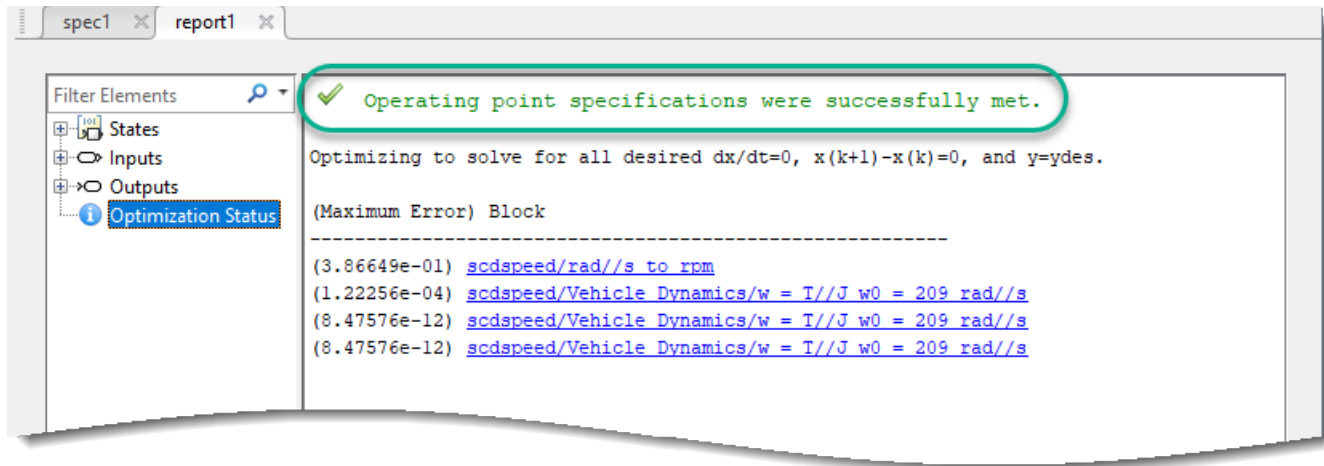 spec1
report1
Filter Elements
States
Inputs
Outputs
Optimization Status
Operating point specifications were successfully met.
Optimizing to solve for all desired dx/dt=0, x(k+1)-x(k)=0, and y=ydes.
(Maximum Error) Block
---------------------------------------------------------
(3.86649e-01) scdspeed/rad//s to rpm
(1.22256e-04) scdspeed/Vehicle Dynamics/w = T//J w0 = 209 rad//s
(8.47576e-12) scdspeed/Vehicle Dynamics/w = T//J w0 = 209 rad//s
(8.47576e-12) scdspeed/Vehicle Dynamics/w = T//J w0 = 209 rad//s